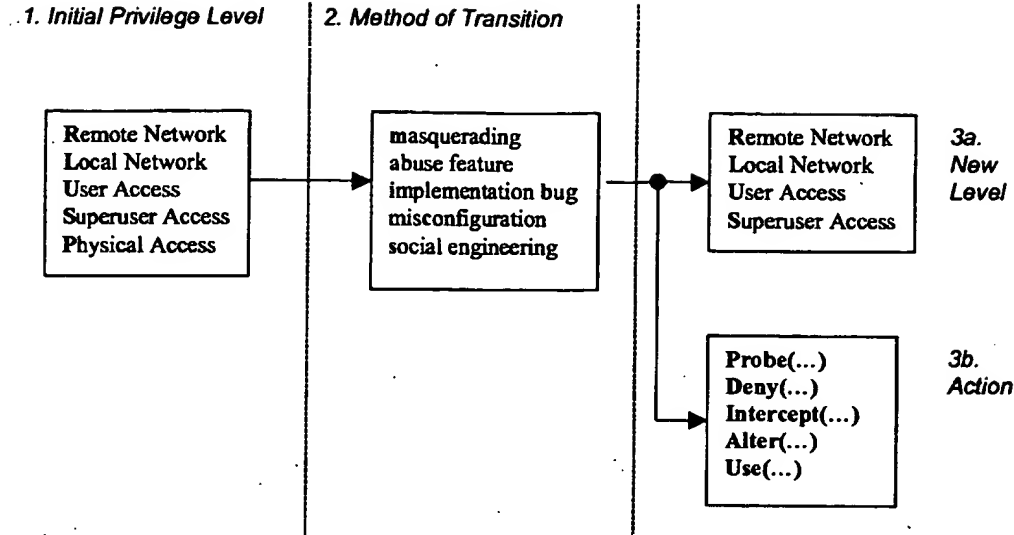 1. Initial Privilege Level
2. Method of Transition
Remote Network
Local Network
User Access
Superuser Access
Physical Access
masquerading
abuse feature
implementation bug
misconfiguration
social engineering
Remote Network
Local Network
User Access
Superuser Access
3a.
New
Level
Probe(...)
Deny(...)
Intercept(...)
Alter(...)
Use(...)
3b.
Action